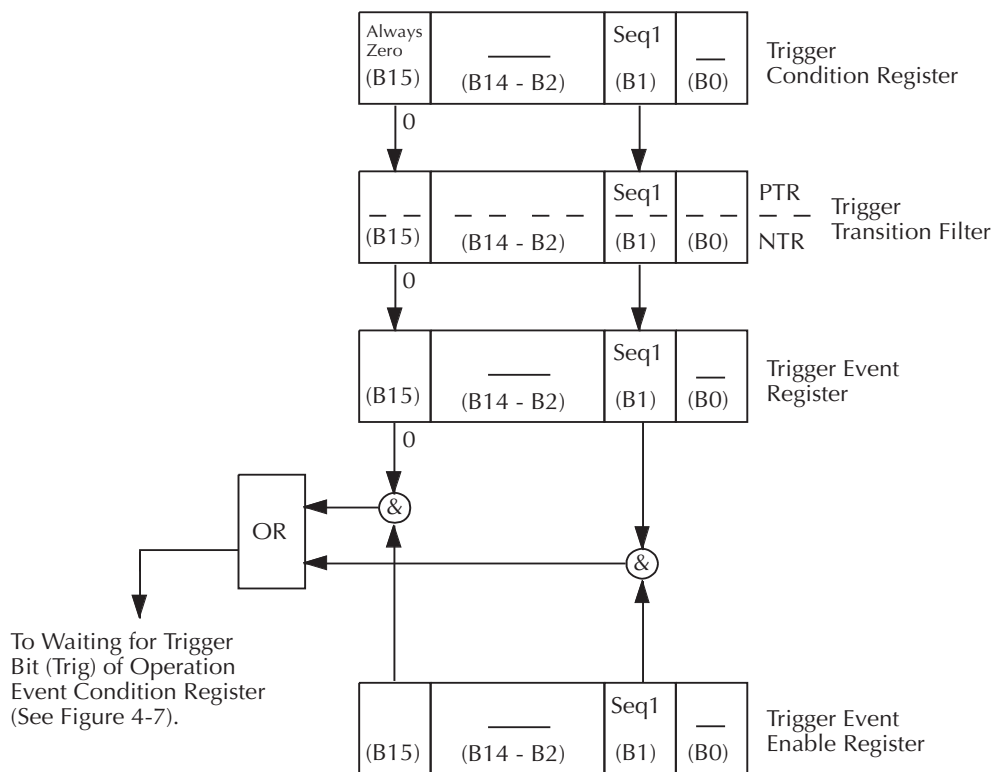 Always
Zero
(B15)
(B14 - B2)
Seq1
(B1)
(B0)
Trigger
Condition Register
0
(B15)
(B14 - B2)
Seq1
(B1)
(B0)
PTR
NTR
Trigger
Transition Filter
0
(B15)
(B14 - B2)
Seq1
(B1)
(B0)
Trigger Event
Register
0
&
OR
&
To Waiting for Trigger
Bit (Trig) of Operation
Event Condition Register
(See Figure 4-7).
(B15)
(B14 - B2)
Seq1
(B1)
(B0)
Trigger Event
Enable Register